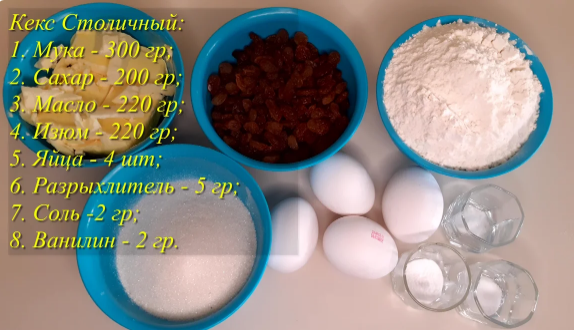 Кекс Столичный:
1. Мука - 300 гр;
2. Сахар - 200 гр;
3. Масло - 220 гр;
4. Изюм - 220 гр;
5. Яйца - 4 шт;
6. Разрыхлитель - 5 гр;
7. Соль -2 гр;
8. Ванилин - 2 гр.